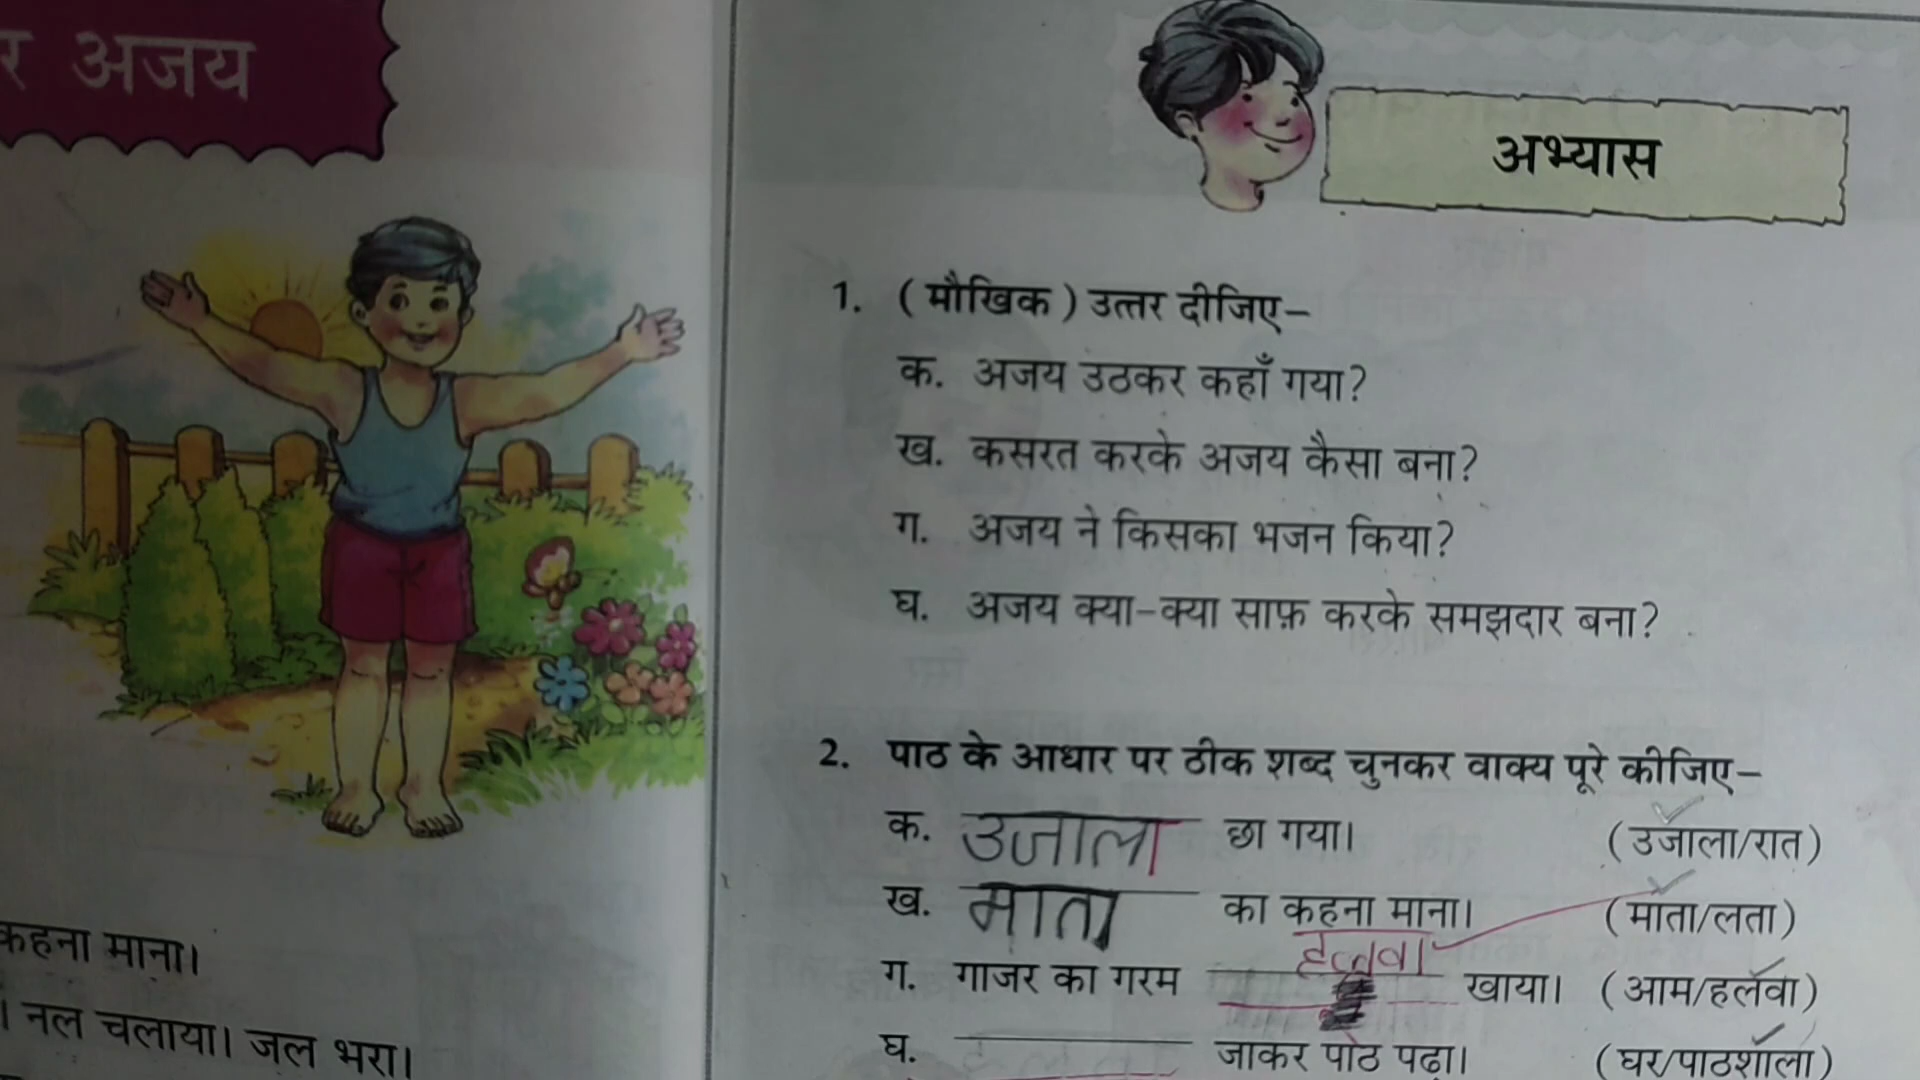 र अजय
कहना माना।
। नल चलाया। जल भरा।
अभ्यास
1. ( मौखिक ) उत्तर दीजिए–
क. अजय उठकर कहाँ गया?
ख. कसरत करके अजय कैसा बना?
ग. अजय ने किसका भजन किया?
घ. अजय क्या-क्या साफ़ करके समझदार बना?
2. पाठ के आधार पर ठीक शब्द चुनकर वाक्य पूरे कीजिए–
क. उजाला छा गया। (उजाला/रात)
ख. माता का कहना माना। (माता/लता)
ग. गाजर का गरम हलवा खाया। (आम/हलवा)
घ. जाकर पाठ पढ़ा। (घर/पाठशाला)